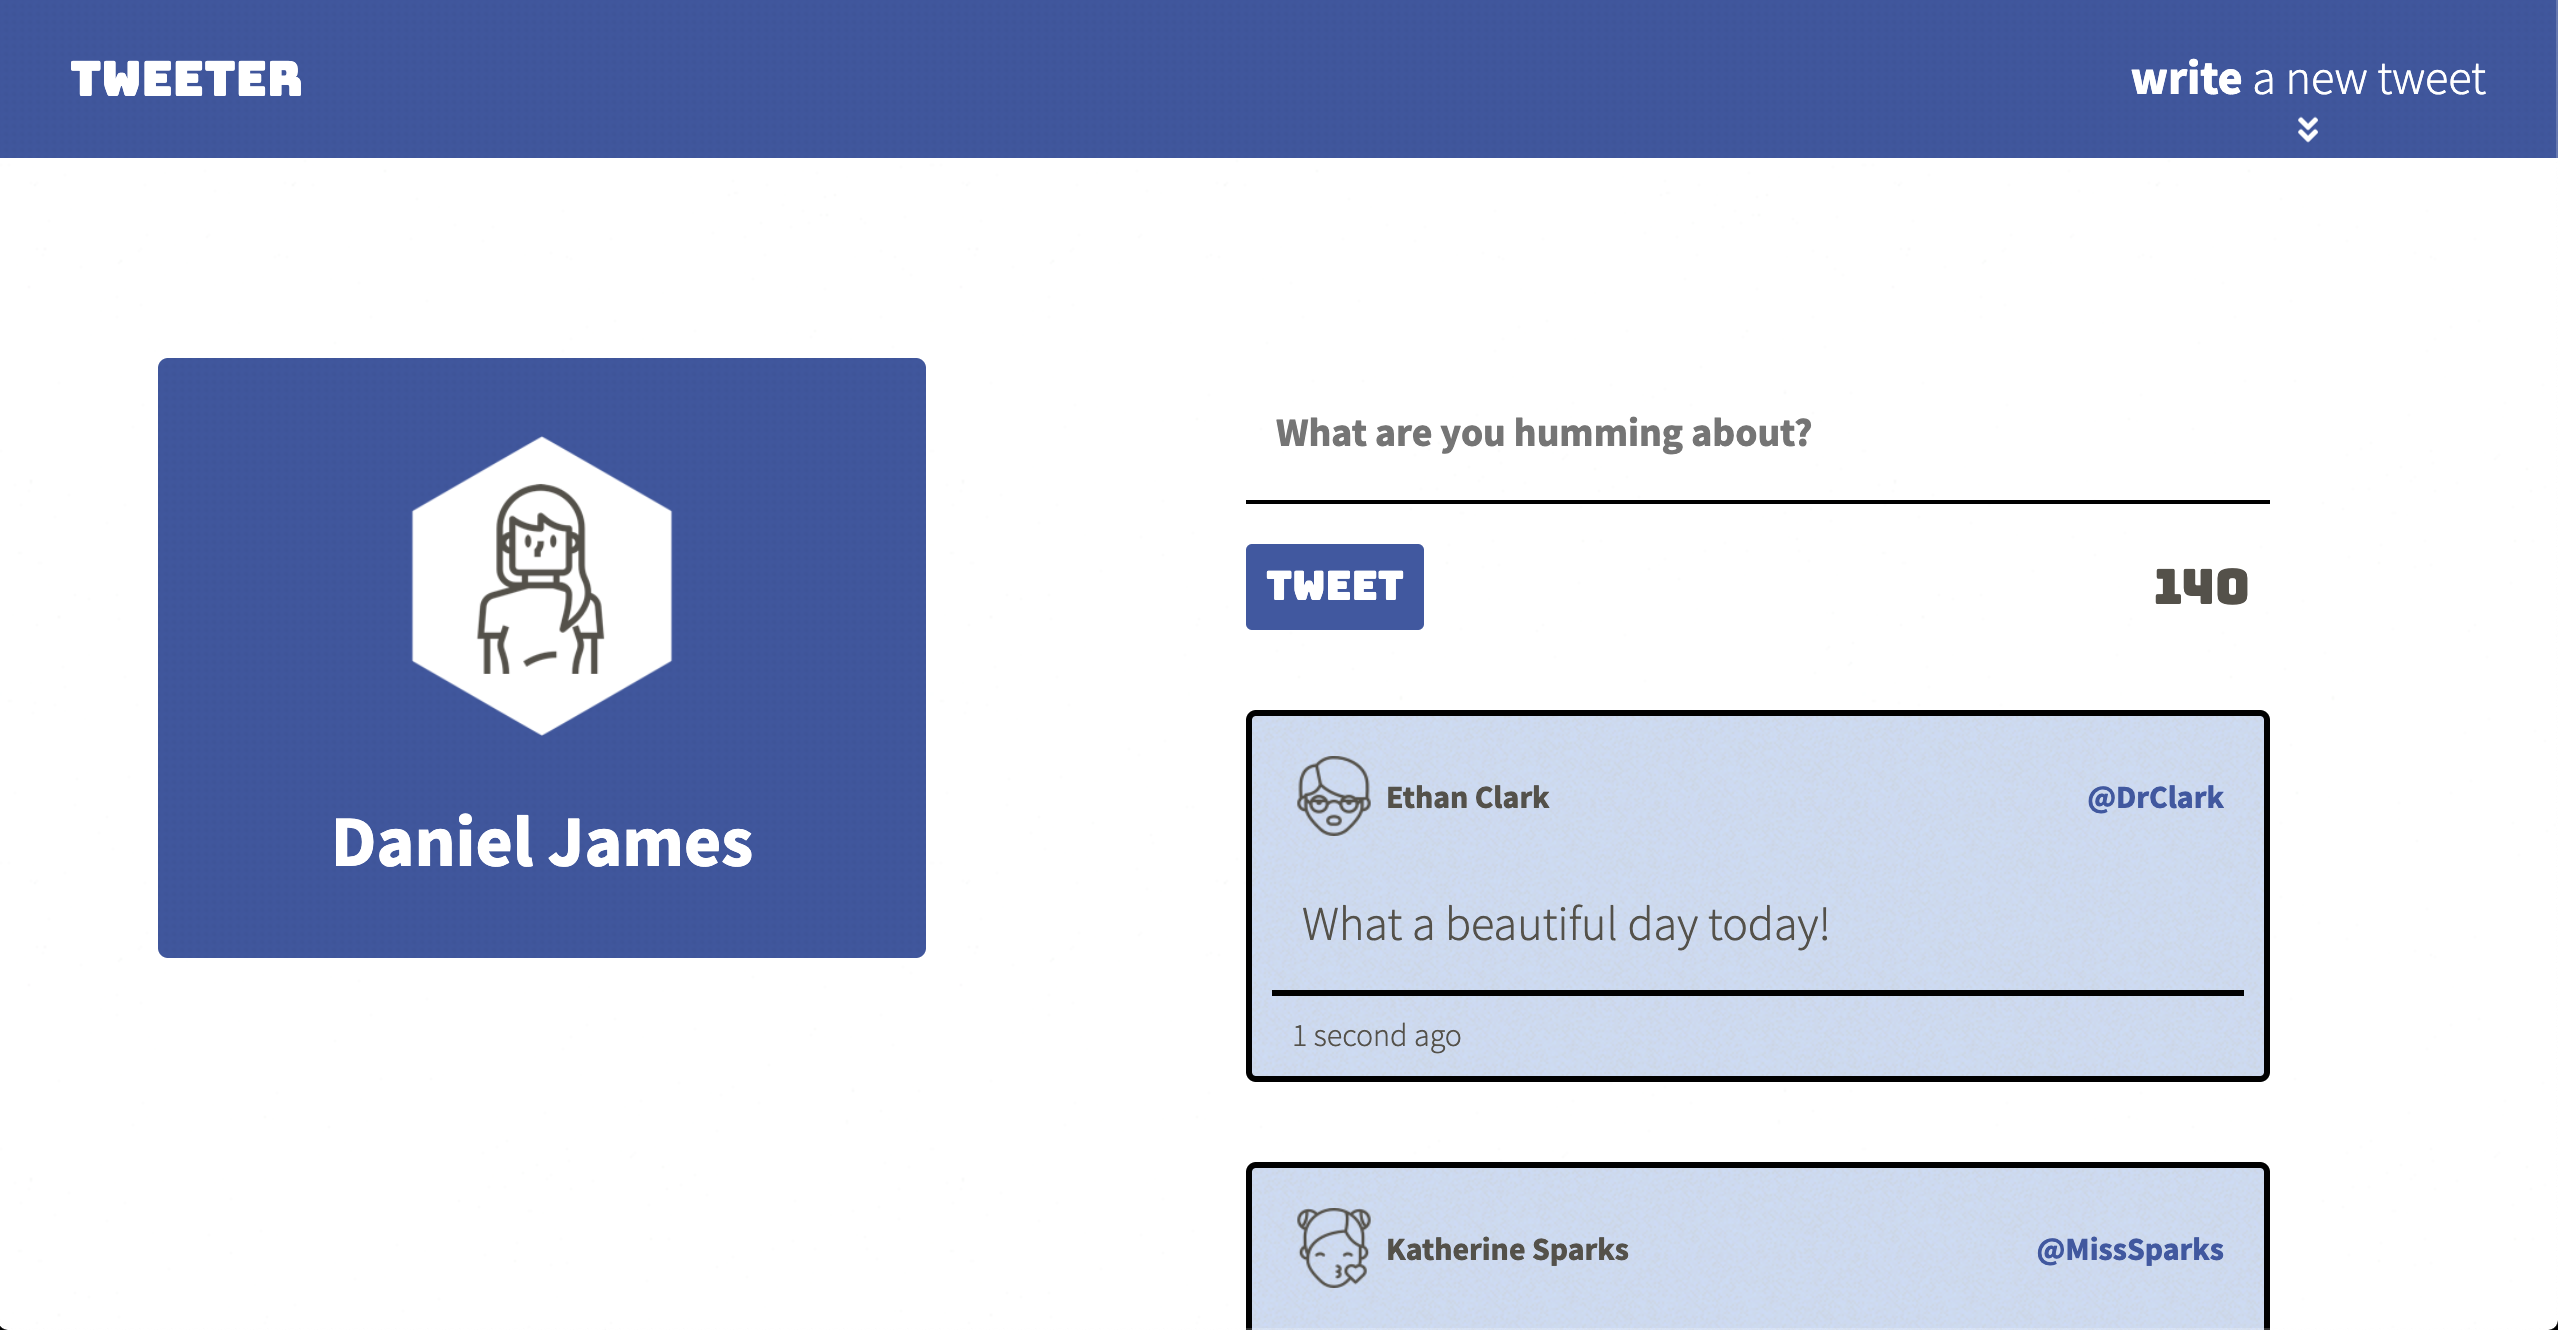 TWEETER
write a new tweet
Daniel James
What are you humming about?
TWEET
140
Ethan Clark
@DrClark
What a beautiful day today!
1 second ago
Katherine Sparks
@MissSparks